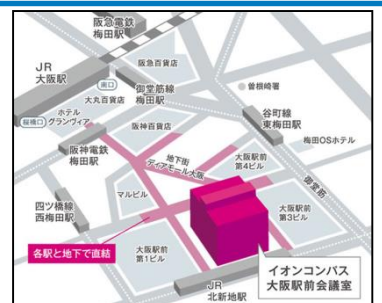 阪急電鉄
梅田駅
JR
大阪駅
阪急百貨店
南口
御堂筋線
梅田駅
曽根崎署
大丸百貨店
ホテル
グランヴィア
桜橋口
阪神百貨店
谷町線
東梅田駅
阪神電鉄
梅田駅
梅田OSホテル
地下街
ディアモール大阪
大阪駅前
第4ビル
御堂筋
マルビル
四ツ橋線
西梅田駅
大阪駅前
第3ビル
各駅と地下で直結
大阪駅前
第1ビル
イオンコンパス
大阪駅前会議室
JR
北新地駅